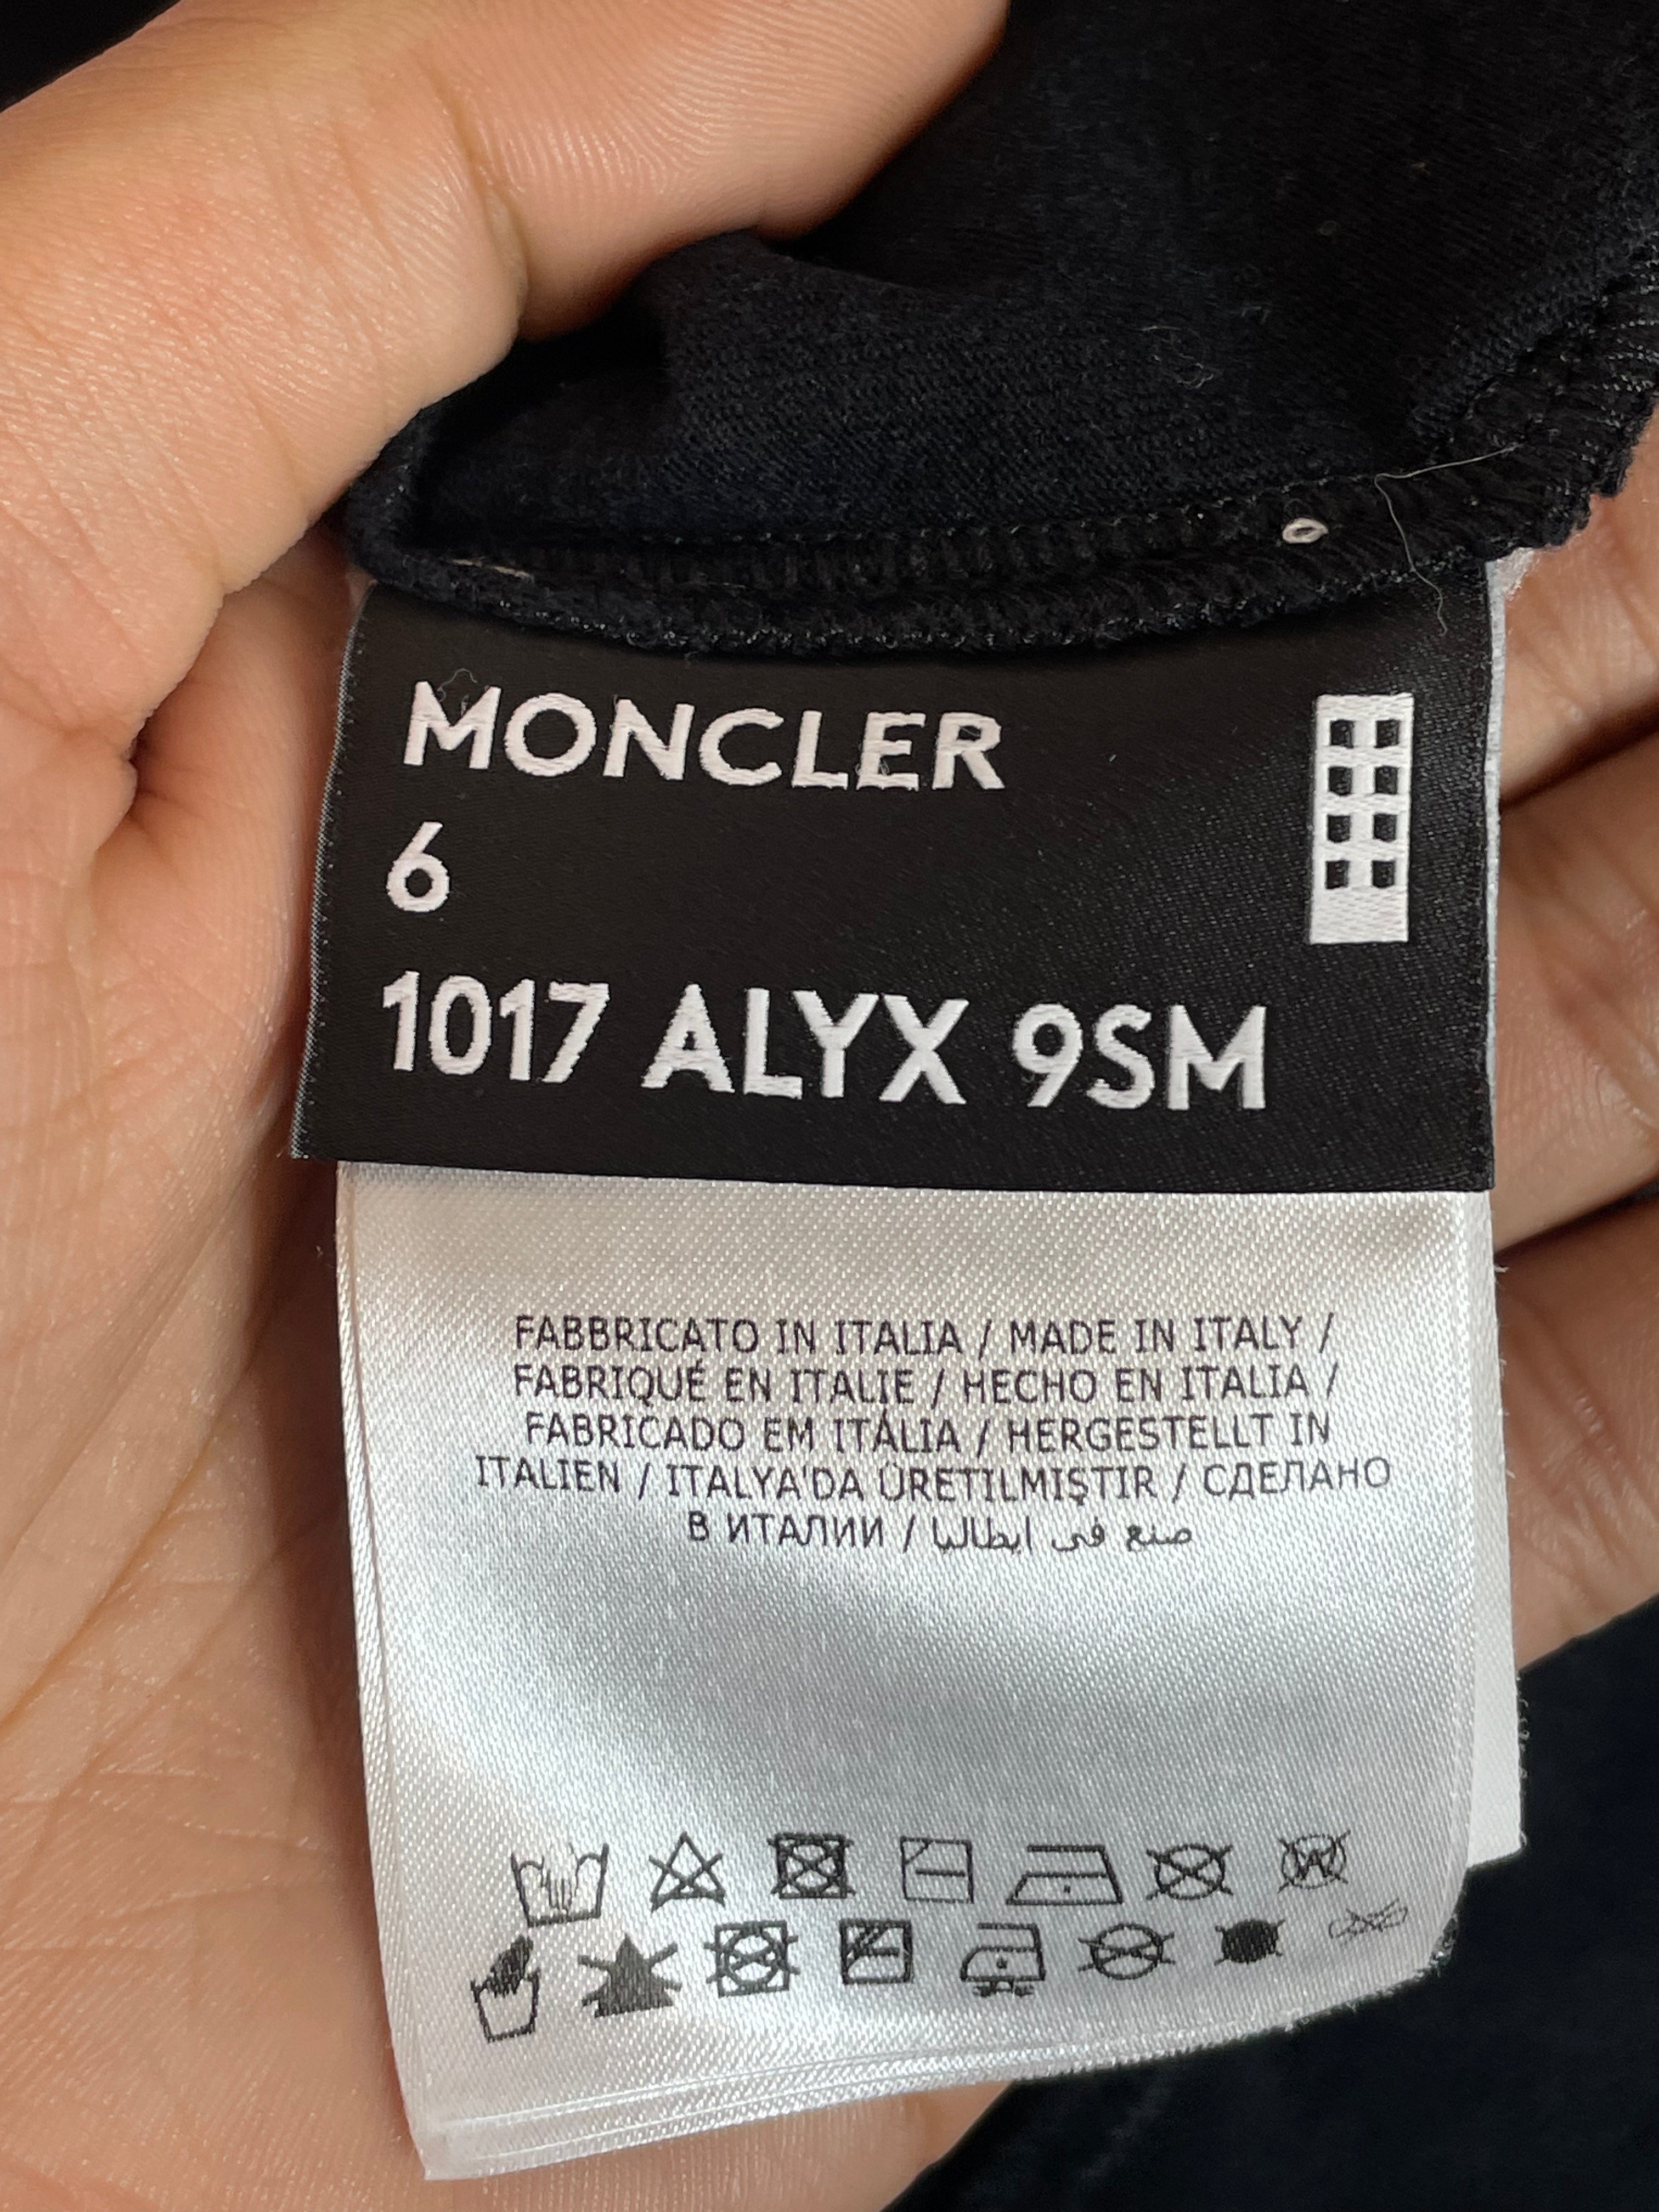 MONCLER
6
1017 ALYX 9SM
FABBRICATO IN ITALIA / MADE IN ITALY /
FABRIQUÉ EN ITALIE / HECHO EN ITALIA /
FABRICADO EM ITÁLIA / HERGESTELLT IN
ITALIEN / ITALYA'DA ÜRETILMIŞTIR / СДЕЛАНО
В ИТАЛИИ / صنع في ايطاليا
W